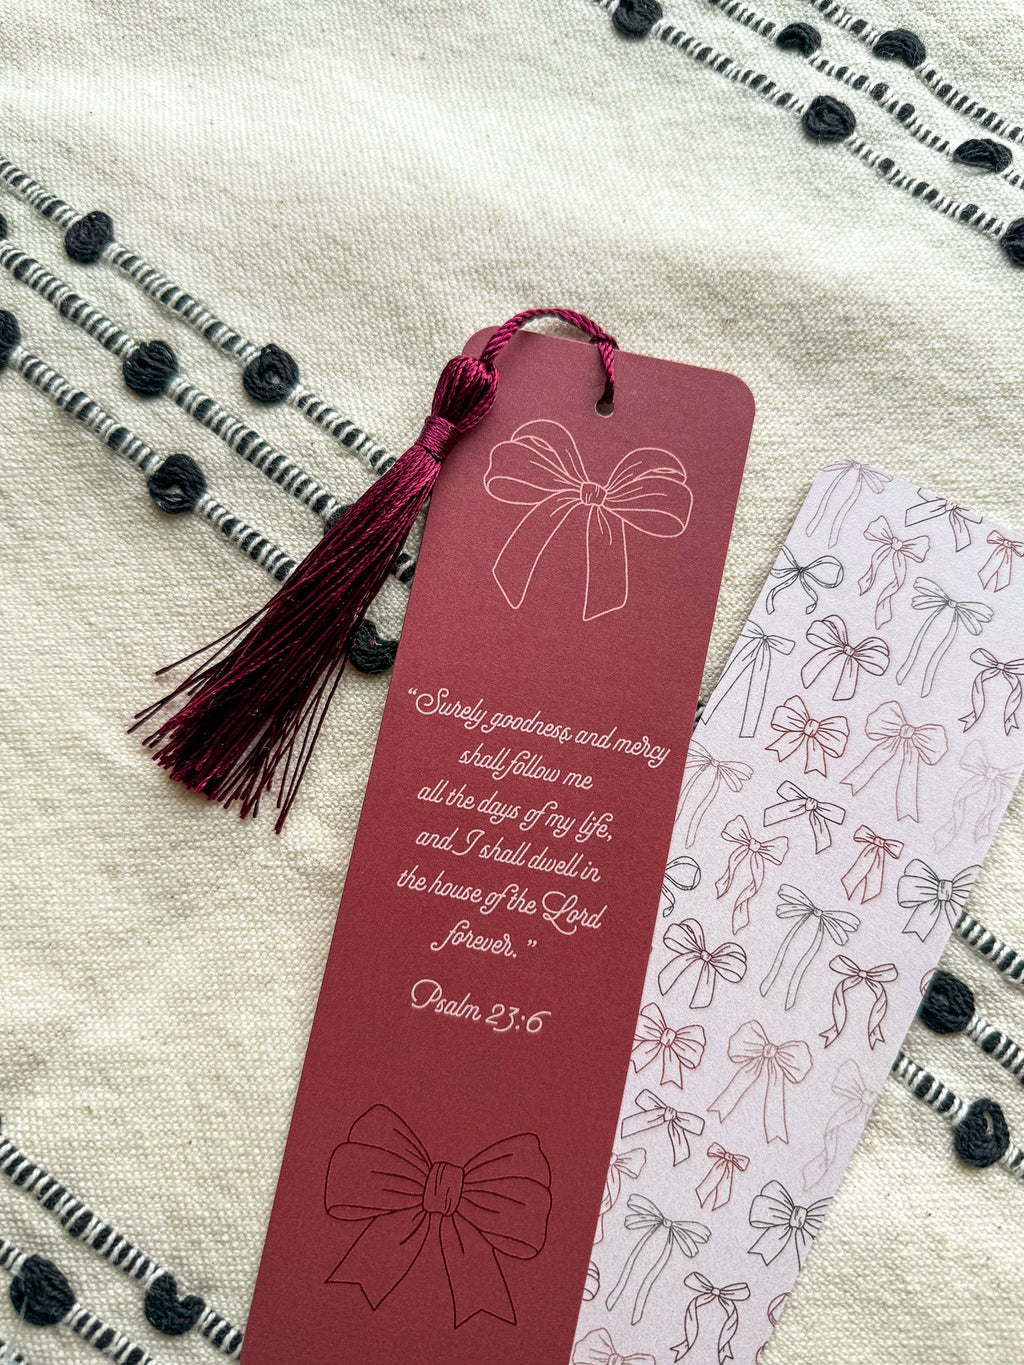 “Surely goodness and mercy
shall follow me
all the days of my life,
and I shall dwell in
the house of the Lord
forever.”
Psalm 23:6